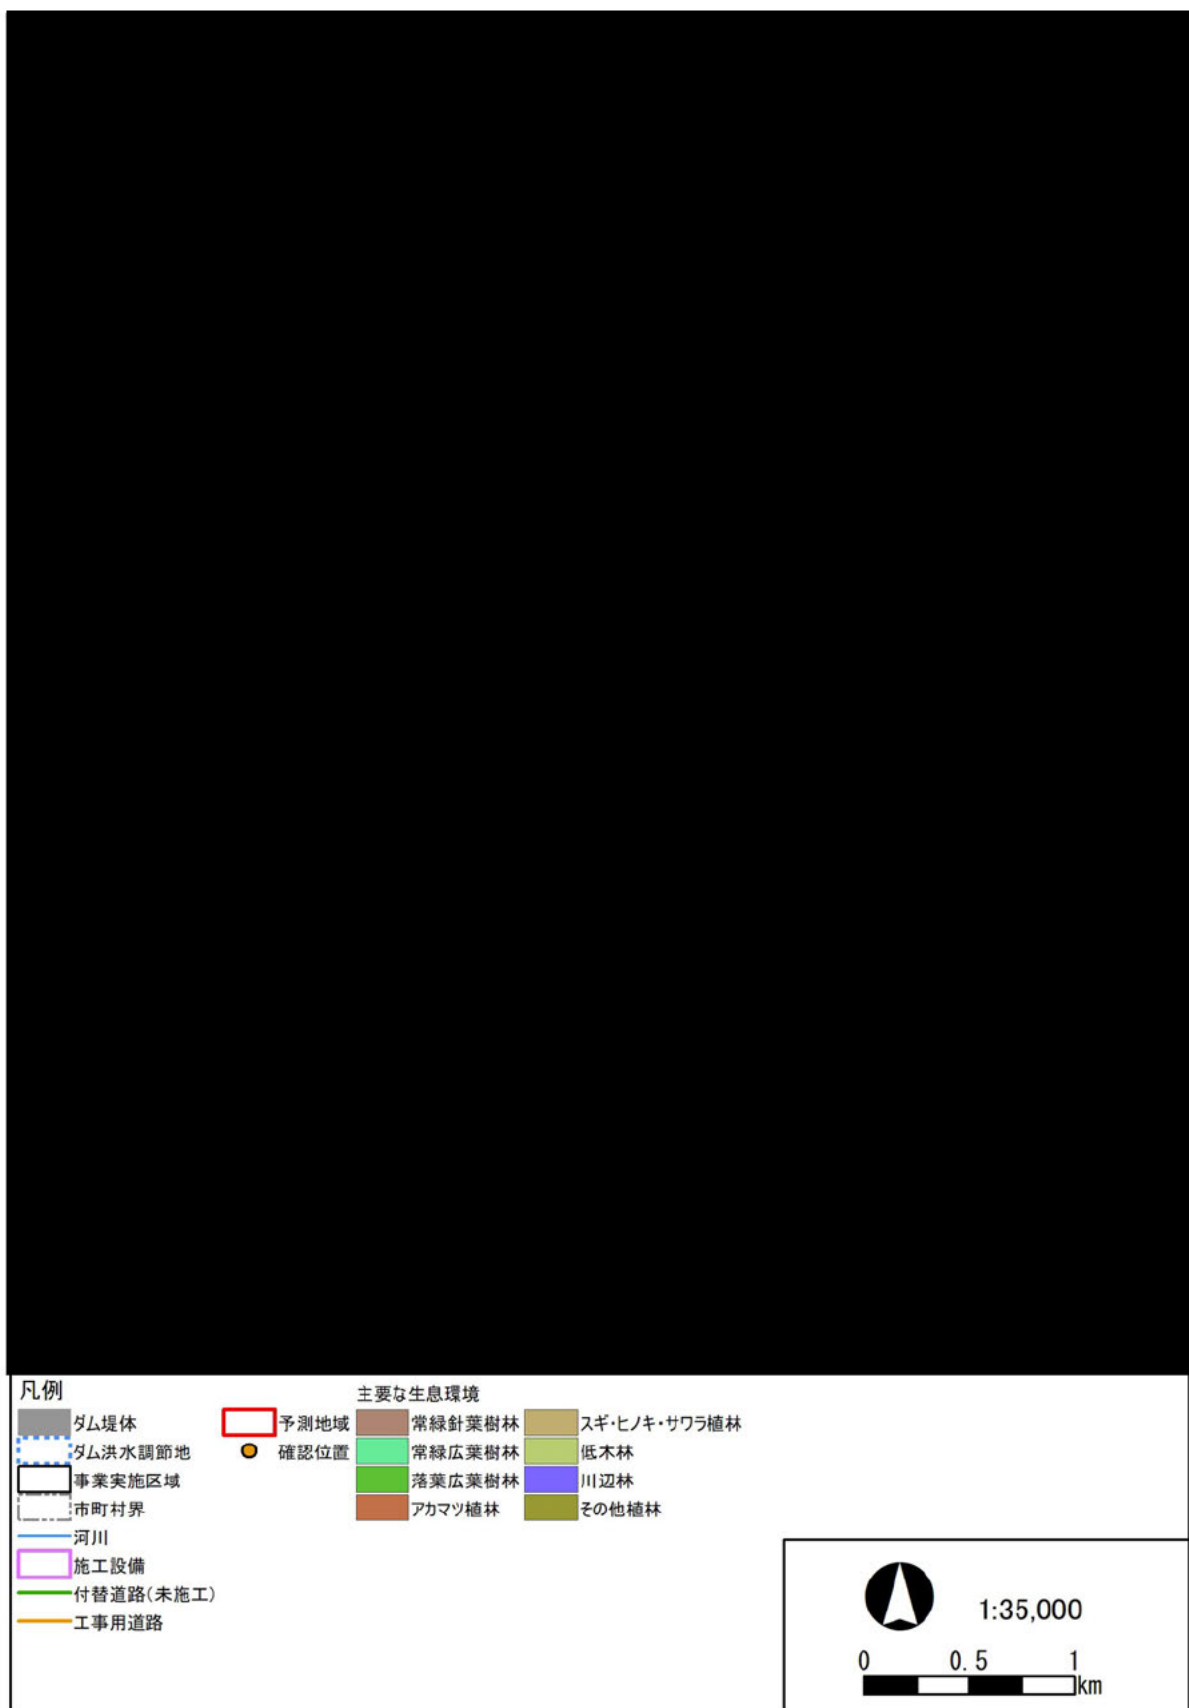 凡例
ダム堤体
ダム洪水調節地
事業実施区域
市町村界
河川
施工設備
付替道路(未施工)
工事用道路
予測地域
確認位置
主要な生息環境
常緑針葉樹林
常緑広葉樹林
落葉広葉樹林
アカマツ植林
スギ・ヒノキ・サワラ植林
低木林
川辺林
その他植林
1:35,000
0 0.5 1
km